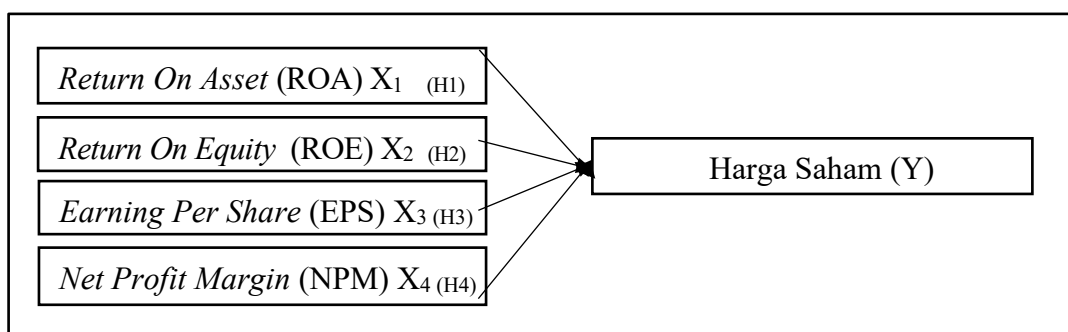 Return On Asset (ROA) X1 (H1)
Return On Equity (ROE) X2 (H2)
Earning Per Share (EPS) X3 (H3)
Net Profit Margin (NPM) X4 (H4)
Harga Saham (Y)